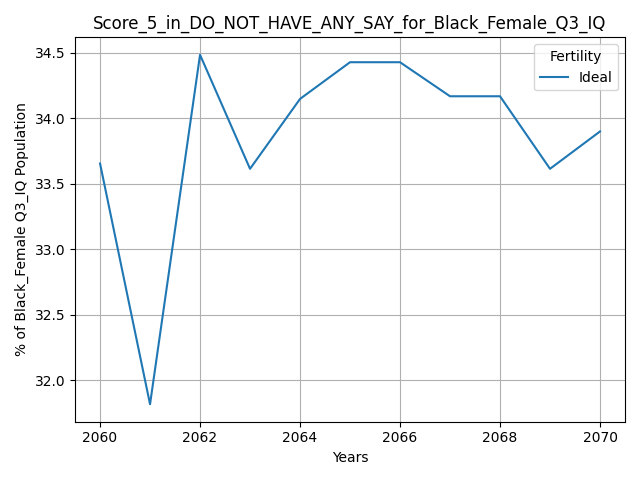 Score_5_in_DO_NOT_HAVE_ANY_SAY_for_Black_Female_Q3_IQ
34.5
34.0
33.5
33.0
32.5
32.0
% of Black_Female Q3_IQ Population
Fertility
Ideal
2060
2062
2064
2066
2068
2070
Years